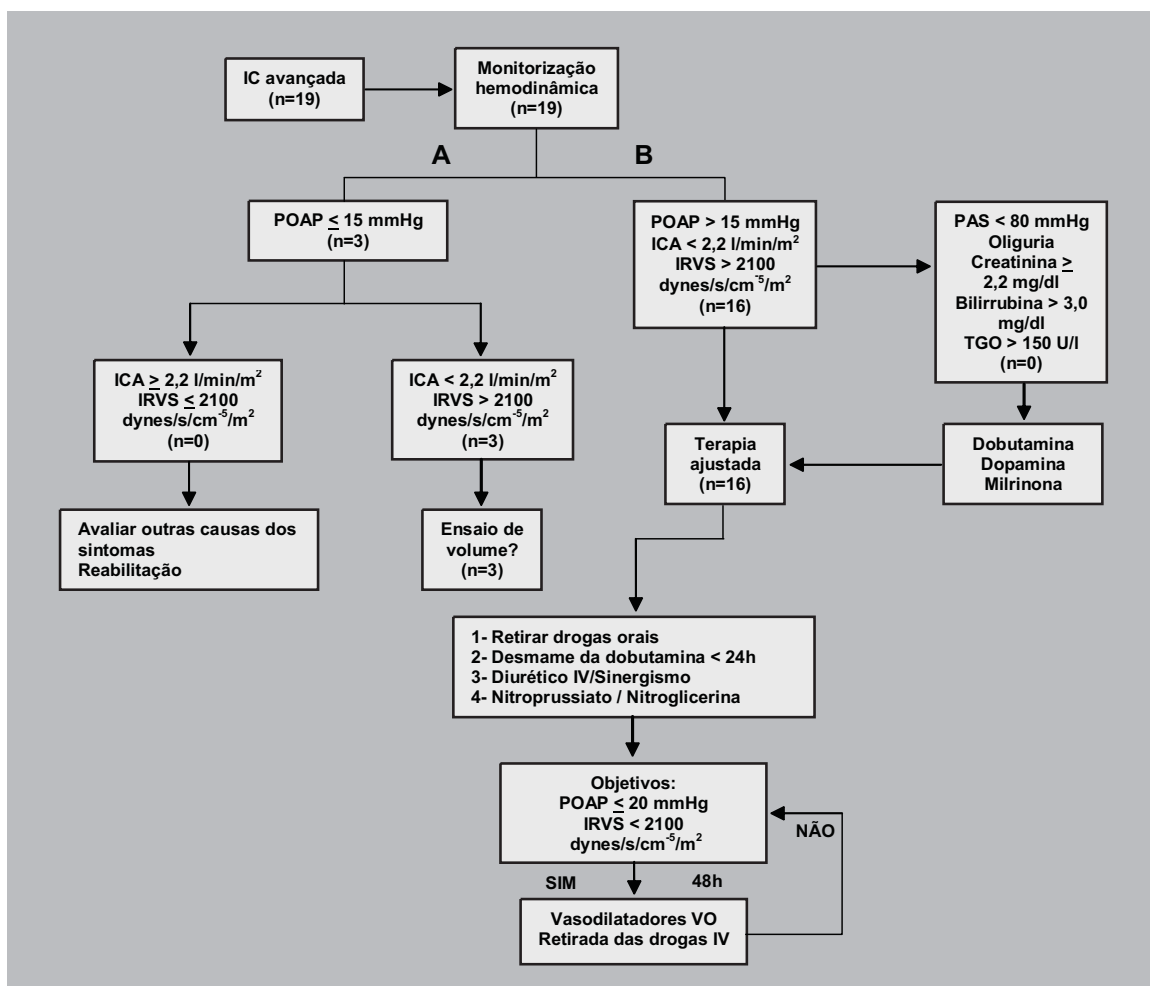 IC avançada
(n=19)
Monitorização
hemodinâmica
(n=19)
A
B
POAP ≤ 15 mmHg
(n=3)
POAP > 15 mmHg
ICA < 2,2 l/min/m²
IRVS > 2100
dynes/s/cm⁻⁵/m²
(n=16)
PAS < 80 mmHg
Oliguria
Creatinina ≥
2,2 mg/dl
Bilirrubina > 3,0
mg/dl
TGO > 150 U/l
(n=0)
ICA ≥ 2,2 l/min/m²
IRVS ≤ 2100
dynes/s/cm⁻⁵/m²
(n=0)
ICA < 2,2 l/min/m²
IRVS > 2100
dynes/s/cm⁻⁵/m²
(n=3)
Terapia
ajustada
(n=16)
Dobutamina
Dopamina
Milrinona
Avaliar outras causas dos
sintomas
Reabilitação
Ensaio de
volume?
(n=3)
1- Retirar drogas orais
2- Desmame da dobutamina < 24h
3- Diurético IV/Sinergismo
4- Nitroprussiato / Nitroglicerina
Objetivos:
POAP ≤ 20 mmHg
IRVS < 2100
dynes/s/cm⁻⁵/m²
NÃO
SIM
48h
Vasodilatadores VO
Retirada das drogas IV